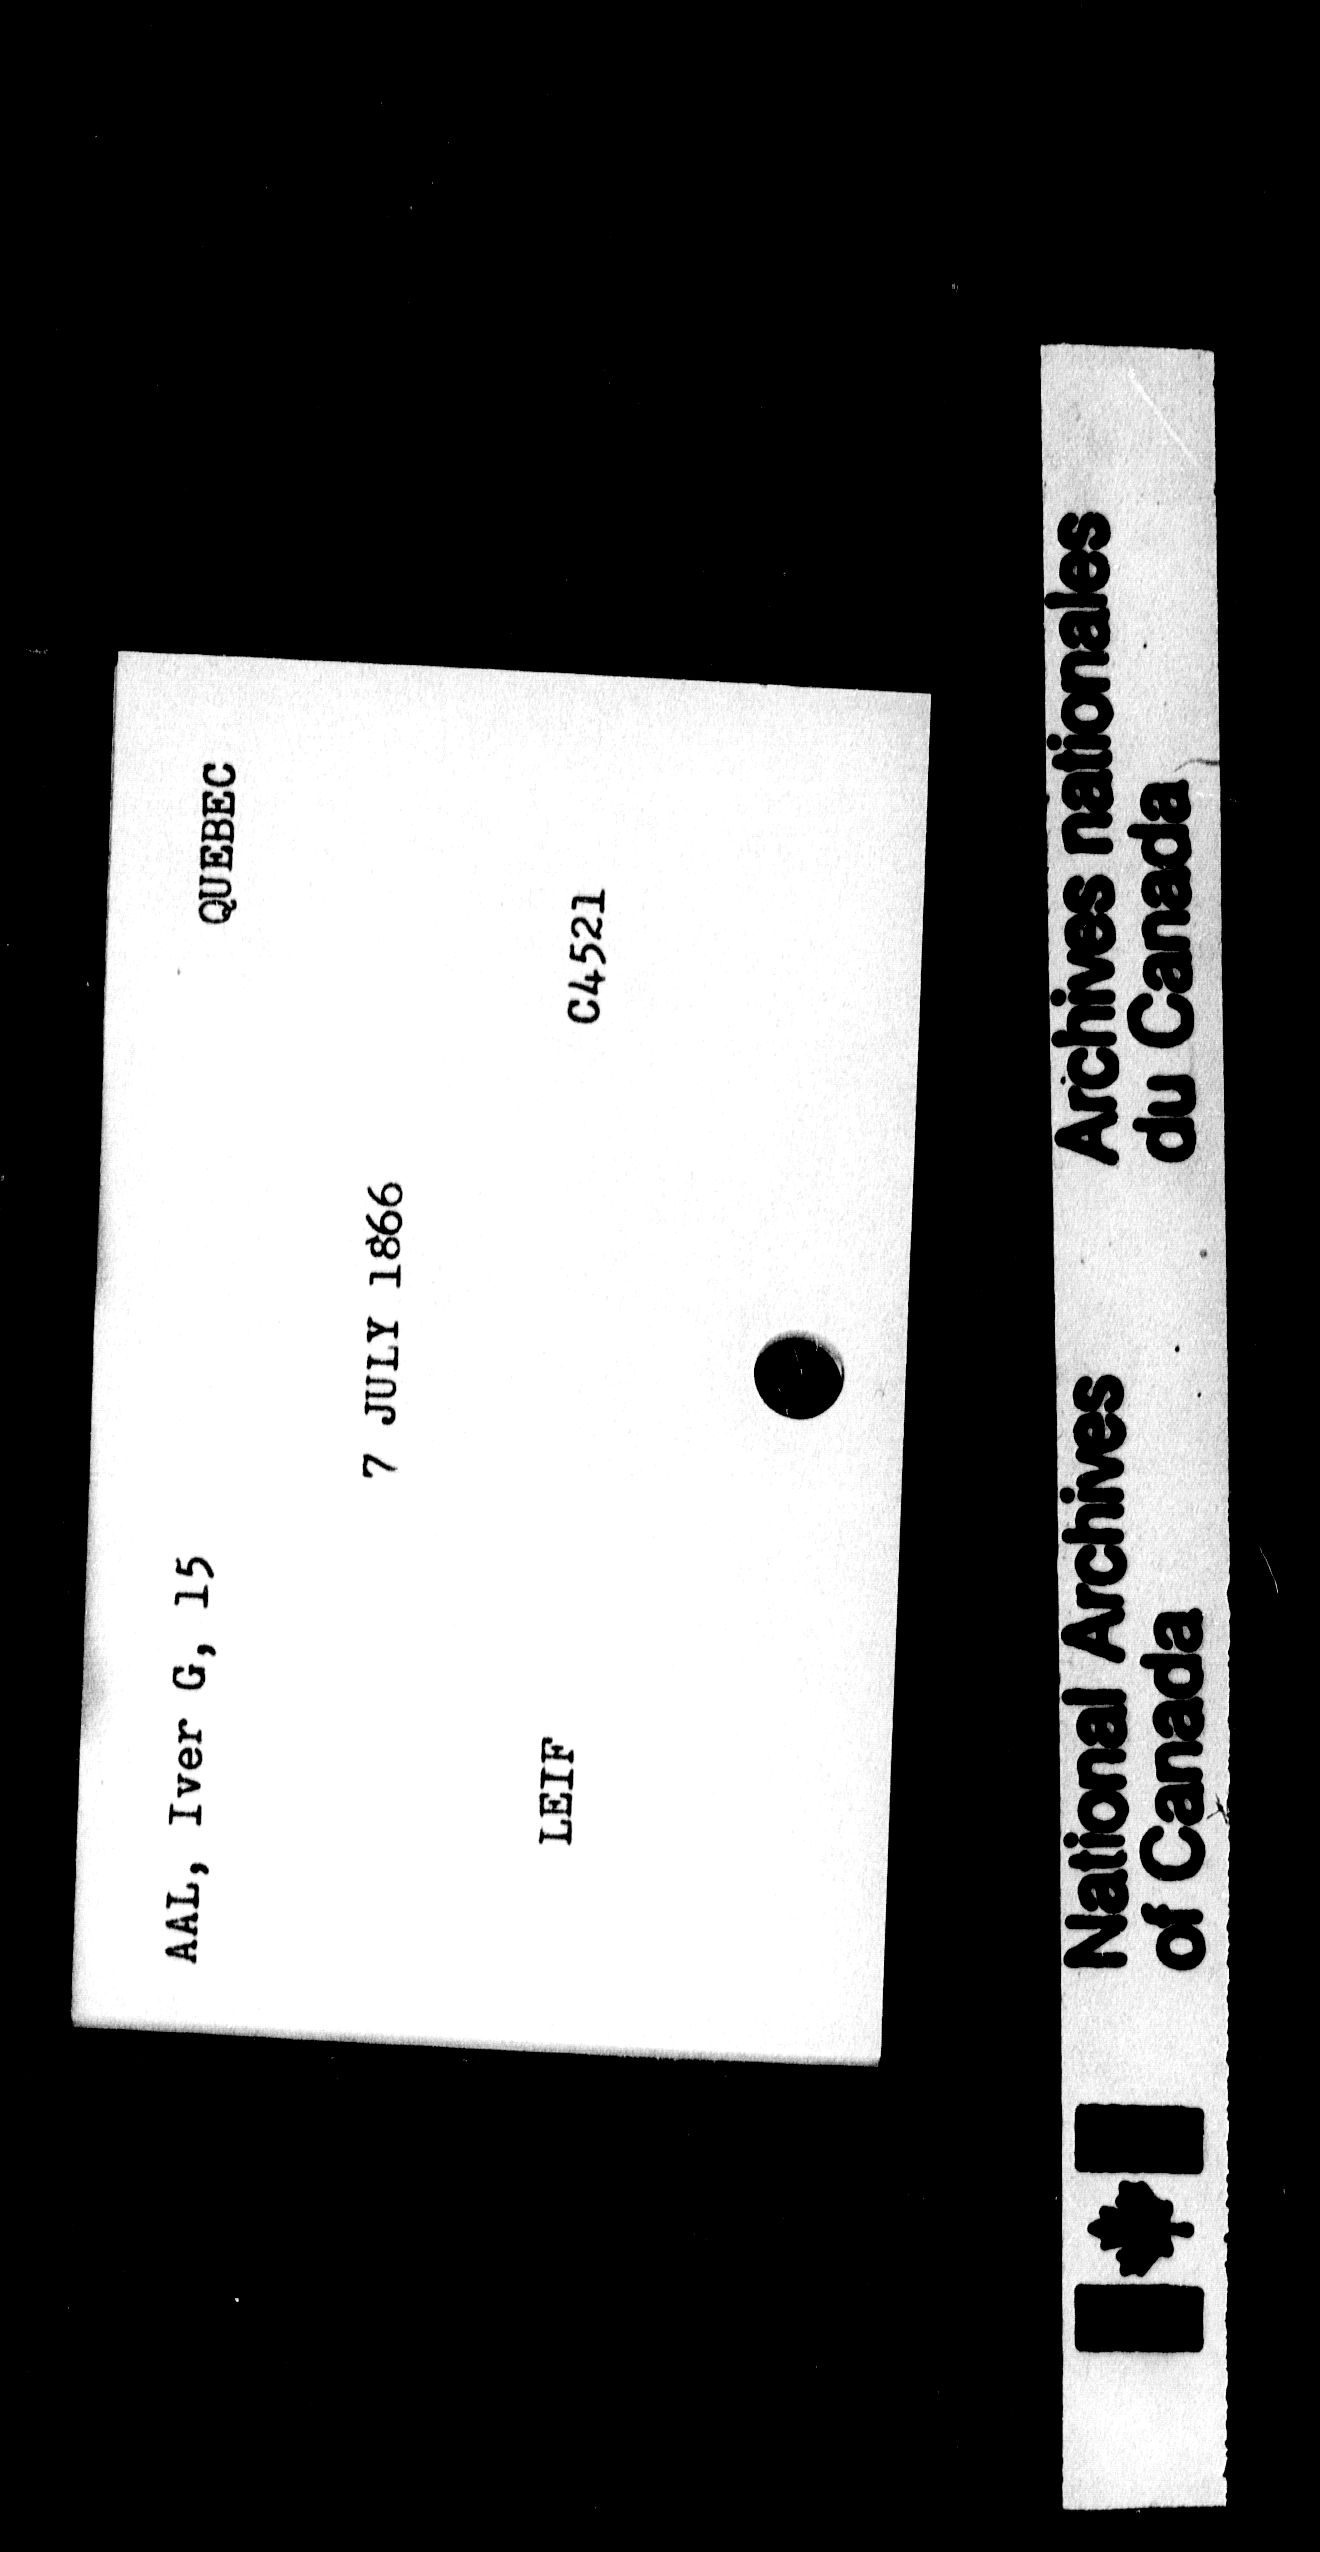 AAL, Iver G, 15 QUEBEC
7 JULY 1866
LEIF C4521
National Archives
of Canada
Archives nationales
du Canada